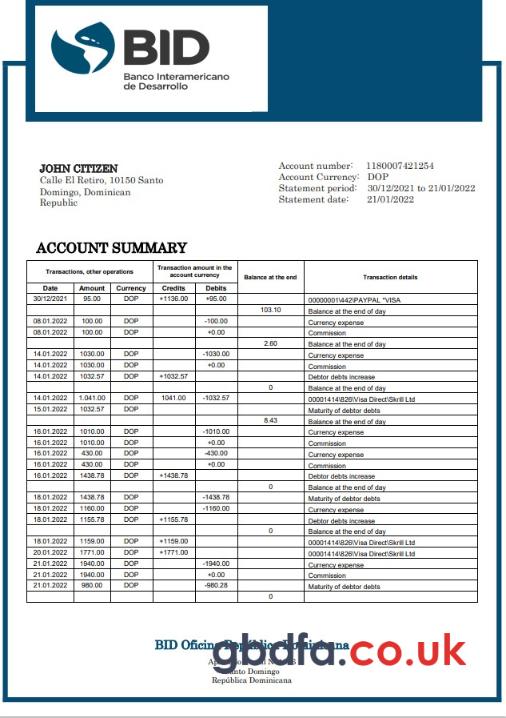 BID
Banco Interamericano
de Desarrollo
JOHN CITIZEN
Calle El Retiro, 10150 Santo
Domingo, Dominican
Republic
Account number: 1180007421254
Account Currency: DOP
Statement period: 30/12/2021 to 21/01/2022
Statement date: 21/01/2022
ACCOUNT SUMMARY
Transactions, other operations Transaction amount in the account currency Balance at the end Transaction details
Date Amount Currency Credits Debits
30/12/2021 95.00 DOP +1136.00 +95.00 00000001\442\PAYPAL *VISA
103.10 Balance at the end of day
08.01.2022 100.00 DOP -100.00 Currency expense
08.01.2022 100.00 DOP +0.00 Commission
2.60 Balance at the end of day
14.01.2022 1030.00 DOP -1030.00 Currency expense
14.01.2022 1030.00 DOP +0.00 Commission
14.01.2022 1032.57 DOP +1032.57 Debtor debts increase
0 Balance at the end of day
14.01.2022 1.041.00 DOP 1041.00 -1032.57 00001414\826\Visa Direct\Skrill Ltd
15.01.2022 1032.57 DOP Maturity of debtor debts
8.43 Balance at the end of day
16.01.2022 1010.00 DOP -1010.00 Currency expense
16.01.2022 1010.00 DOP +0.00 Commission
16.01.2022 430.00 DOP -430.00 Currency expense
16.01.2022 430.00 DOP +0.00 Commission
16.01.2022 1438.78 DOP +1438.78 Debtor debts increase
0 Balance at the end of day
18.01.2022 1438.78 DOP -1438.78 Maturity of debtor debts
18.01.2022 1160.00 DOP -1160.00 Currency expense
18.01.2022 1155.78 DOP +1155.78 Debtor debts increase
0 Balance at the end of day
18.01.2022 1159.00 DOP +1159.00 00001414\826\Visa Direct\Skrill Ltd
20.01.2022 1771.00 DOP +1771.00 00001414\826\Visa Direct\Skrill Ltd
21.01.2022 1940.00 DOP -1940.00 Currency expense
21.01.2022 1940.00 DOP +0.00 Commission
21.01.2022 980.00 DOP -980.28 Maturity of debtor debts
0
BID Oficina República Dominicana
gbdfa.co.uk
Santo Domingo
República Dominicana